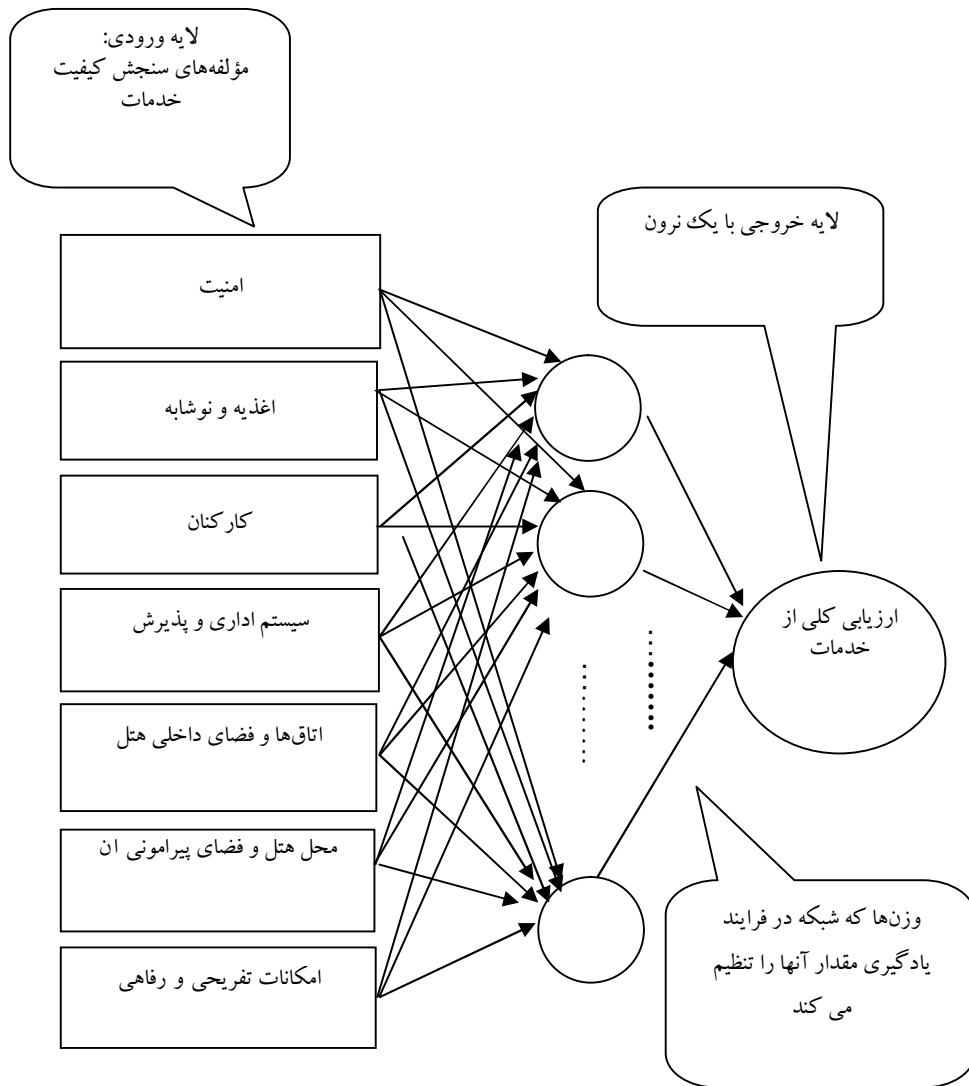 لایه ورودی:
مؤلفه‌های سنجش کیفیت
خدمات
لایه خروجی با یک نرون
امنیت
اغذیه و نوشابه
کارکنان
سیستم اداری و پذیرش
اتاق‌ها و فضای داخلی هتل
محل هتل و فضای پیرامونی ان
امکانات تفریحی و رفاهی
ارزیابی کلی از
خدمات
وزن‌ها که شبکه در فرایند
یادگیری مقدار آنها را تنظیم
می کند